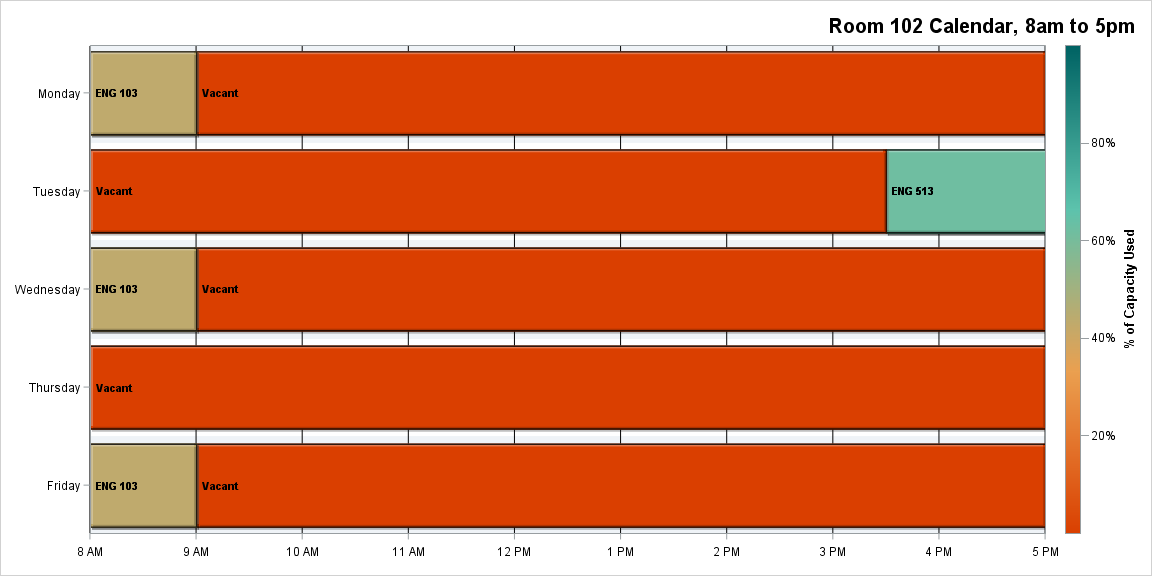 Room 102 Calendar, 8am to 5pm
Monday
ENG 103
Vacant
80%
Tuesday
Vacant
ENG 513
60%
% of Capacity Used
Wednesday
ENG 103
Vacant
40%
Thursday
Vacant
20%
Friday
ENG 103
Vacant
8 AM 9 AM 10 AM 11 AM 12 PM 1 PM 2 PM 3 PM 4 PM 5 PM